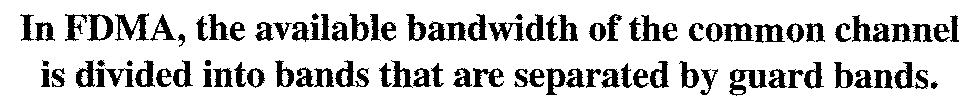 In FDMA, the available bandwidth of the common channel
is divided into bands that are separated by guard bands.